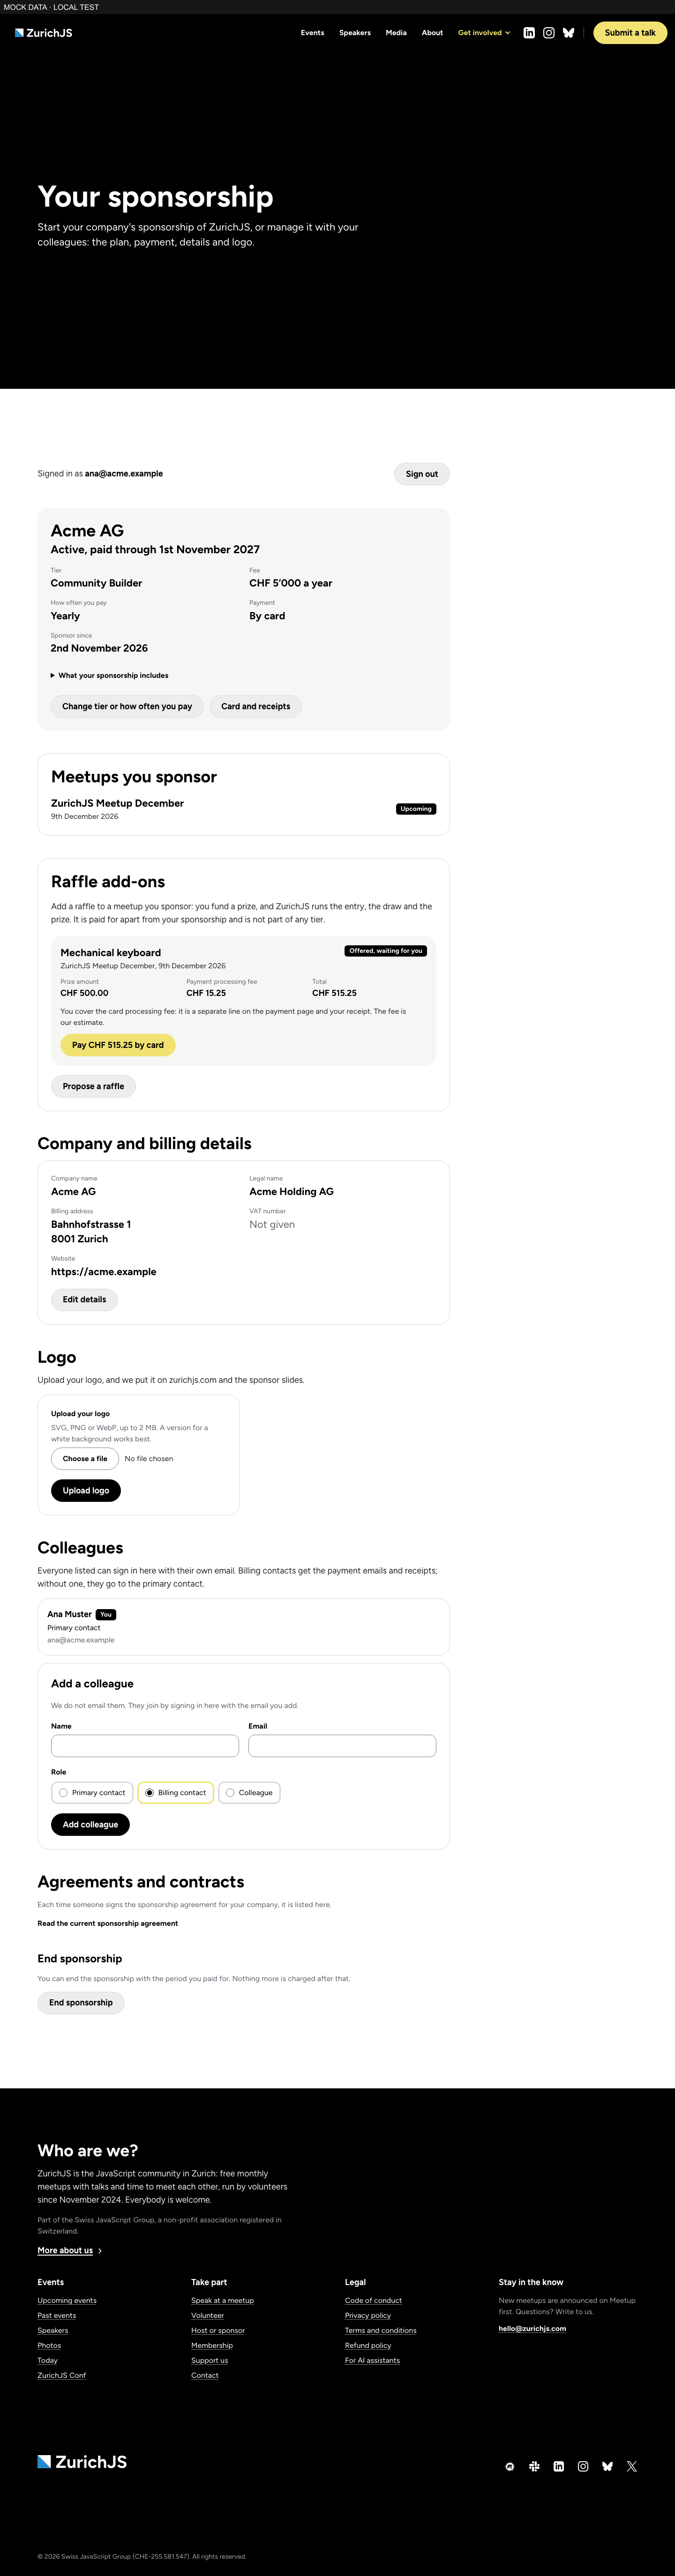 MOCK DATA · LOCAL TEST
ZurichJS
Events
Speakers
Media
About
Get involved
Submit a talk
Your sponsorship
Start your company's sponsorship of ZurichJS, or manage it with your
colleagues: the plan, payment, details and logo.
Signed in as ana@acme.example
Sign out
Acme AG
Active, paid through 1st November 2027
Tier
Community Builder
Fee
CHF 5'000 a year
How often you pay
Yearly
Payment
By card
Sponsor since
2nd November 2026
What your sponsorship includes
Change tier or how often you pay
Card and receipts
Meetups you sponsor
ZurichJS Meetup December
9th December 2026
Upcoming
Raffle add-ons
Add a raffle to a meetup you sponsor: you fund a prize, and ZurichJS runs the entry, the draw and the
prize. It is paid for apart from your sponsorship and is not part of any tier.
Mechanical keyboard
Offered, waiting for you
ZurichJS Meetup December, 9th December 2026
Prize amount
CHF 500.00
Payment processing fee
CHF 15.25
Total
CHF 515.25
You cover the card processing fee: it is a separate line on the payment page and your receipt. The fee is
our estimate.
Pay CHF 515.25 by card
Propose a raffle
Company and billing details
Company name
Acme AG
Legal name
Acme Holding AG
Billing address
Bahnhofstrasse 1
8001 Zurich
VAT number
Not given
Website
https://acme.example
Edit details
Logo
Upload your logo, and we put it on zurichjs.com and the sponsor slides.
Upload your logo
SVG, PNG or WebP, up to 2 MB. A version for a
white background works best.
Choose a file
No file chosen
Upload logo
Colleagues
Everyone listed can sign in here with their own email. Billing contacts get the payment emails and receipts;
without one, they go to the primary contact.
Ana Muster
You
Primary contact
ana@acme.example
Add a colleague
We do not email them. They join by signing in here with the email you add.
Name
Email
Role
Primary contact
Billing contact
Colleague
Add colleague
Agreements and contracts
Each time someone signs the sponsorship agreement for your company, it is listed here.
Read the current sponsorship agreement
End sponsorship
You can end the sponsorship with the period you paid for. Nothing more is charged after that.
End sponsorship
Who are we?
ZurichJS is the JavaScript community in Zurich: free monthly
meetups with talks and time to meet each other, run by volunteers
since November 2024. Everybody is welcome.
Part of the Swiss JavaScript Group, a non-profit association registered in
Switzerland.
More about us
Events
Upcoming events
Past events
Speakers
Photos
Today
ZurichJS Conf
Take part
Speak at a meetup
Volunteer
Host or sponsor
Membership
Support us
Contact
Legal
Code of conduct
Privacy policy
Terms and conditions
Refund policy
For AI assistants
Stay in the know
New meetups are announced on Meetup
first. Questions? Write to us.
hello@zurichjs.com
ZurichJS
© 2026 Swiss JavaScript Group (CHE-255.581.547). All rights reserved.